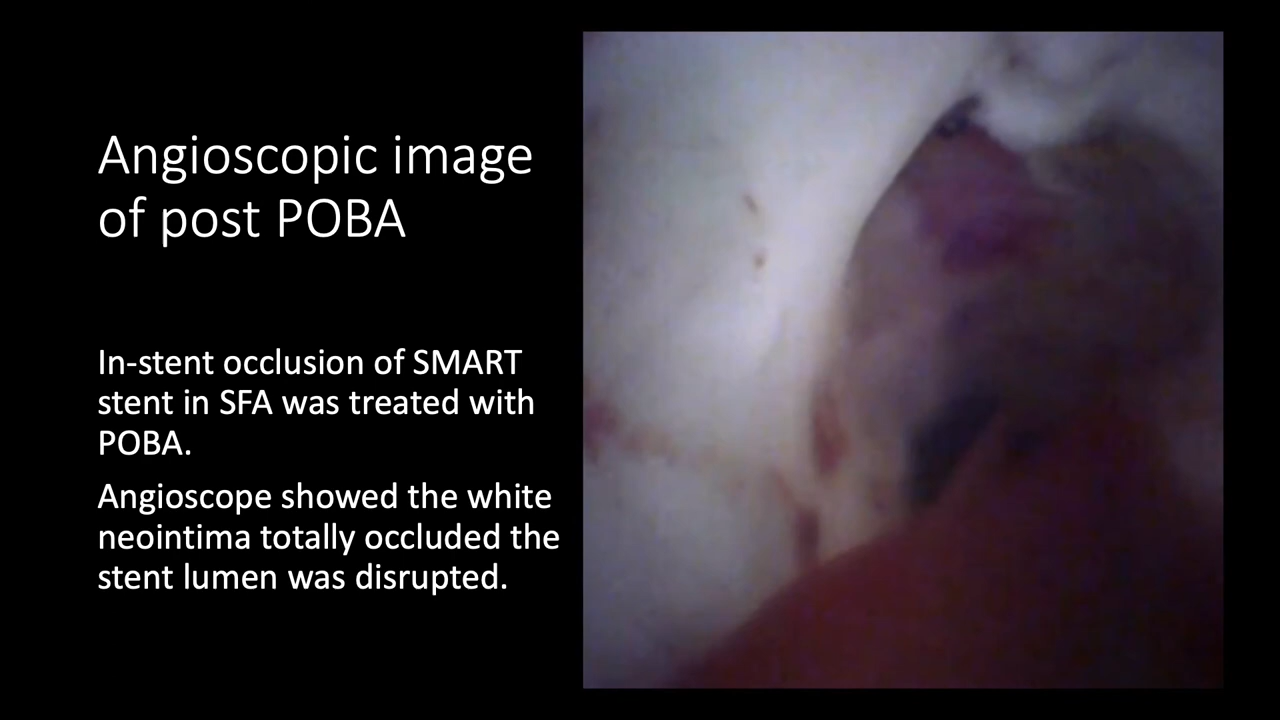 Angioscopic image
of post POBA
In-stent occlusion of SMART
stent in SFA was treated with
POBA.
Angioscope showed the white
neointima totally occluded the
stent lumen was disrupted.